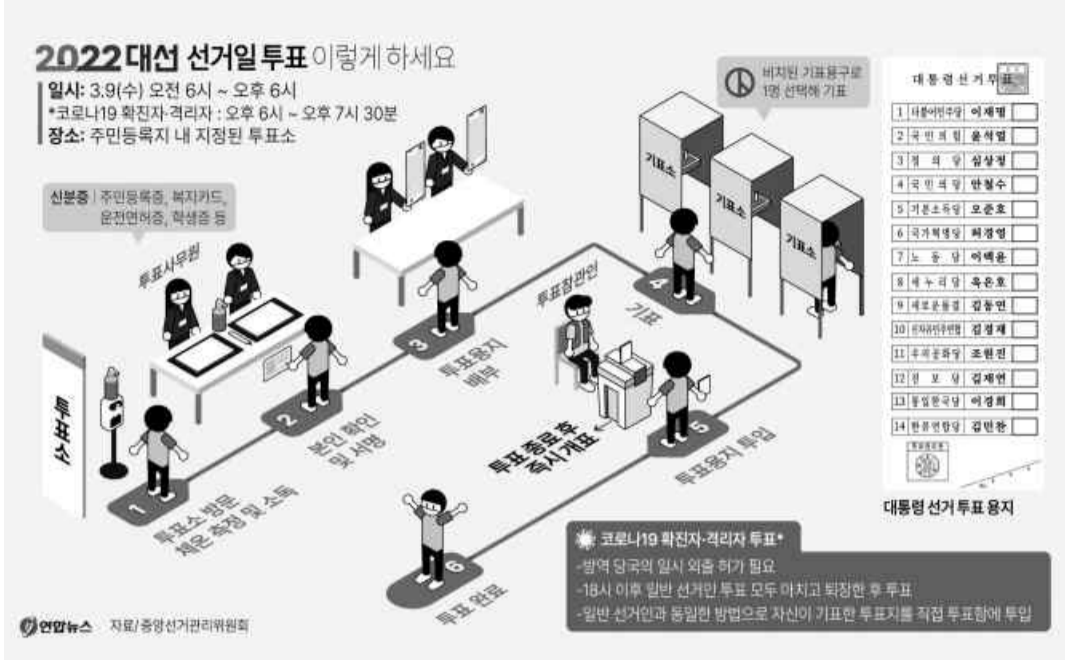 2022 대선 선거일 투표 이렇게 하세요
일시: 3.9(수) 오전 6시 ~ 오후 6시
*코로나19 확진자·격리자 : 오후 6시 ~ 오후 7시 30분
장소: 주민등록지 내 지정된 투표소
신분증 | 주민등록증, 복지카드,
운전면허증, 학생증 등
투표사무원
투표소
1
투표소 방문
체온 측정 및 소독
2
본인 확인
및 서명
3
투표용지
배부
비치된 기표용구로
1명 선택해 기표
기표소
기표소
기표소
4
기표
투표참관인
5
투표용지 투입
투표 종료 후
즉시 개표
6
투표 완료
대통령선거투표
1 더불어민주당 이재명
2 국민의힘 윤석열
3 정의당 심상정
4 국민의당 안철수
5 기본소득당 오준호
6 국가혁명당 허경영
7 노동당 이백윤
8 새누리당 옥은호
9 새로운물결 김동연
10 신자유민주연합 김경재
11 우리공화당 조원진
12 진보당 김재연
13 통일한국당 이경희
14 한류연합당 김민찬
대통령 선거 투표 용지
코로나19 확진자·격리자 투표*
-방역 당국의 일시 외출 허가 필요
-18시 이후 일반 선거인 투표 모두 마치고 퇴장한 후 투표
-일반 선거인과 동일한 방법으로 자신이 기표한 투표지를 직접 투표함에 투입
연합뉴스 자료/ 중앙선거관리위원회